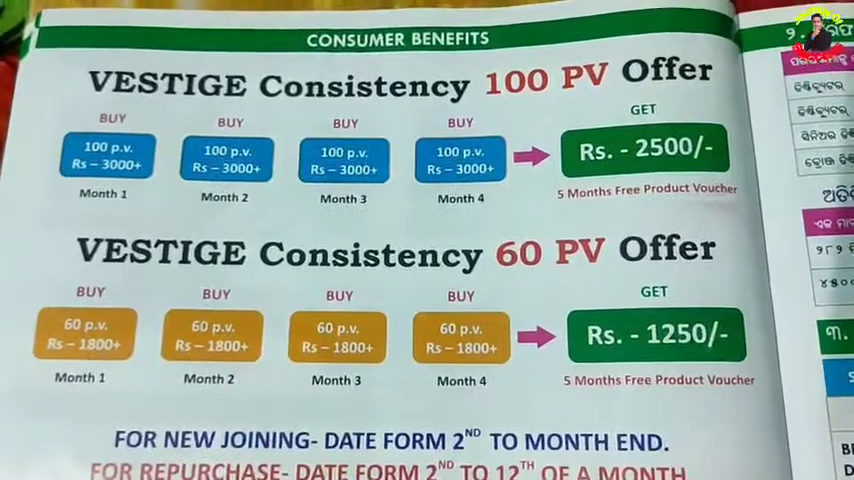 CONSUMER BENEFITS
VESTIGE Consistency 100 PV Offer
BUY BUY BUY BUY GET
100 p.v. 100 p.v. 100 p.v. 100 p.v. Rs. - 2500/-
Rs - 3000+ Rs - 3000+ Rs - 3000+ Rs - 3000+
Month 1 Month 2 Month 3 Month 4 5 Months Free Product Voucher
VESTIGE Consistency 60 PV Offer
BUY BUY BUY BUY GET
60 p.v. 60 p.v. 60 p.v. 60 p.v. Rs. - 1250/-
Rs - 1800+ Rs - 1800+ Rs - 1800+ Rs - 1800+
Month 1 Month 2 Month 3 Month 4 5 Months Free Product Voucher
FOR NEW JOINING- DATE FORM 2ND TO MONTH END.
FOR REPURCHASE- DATE FORM 2ND TO 12TH OF A MONTH